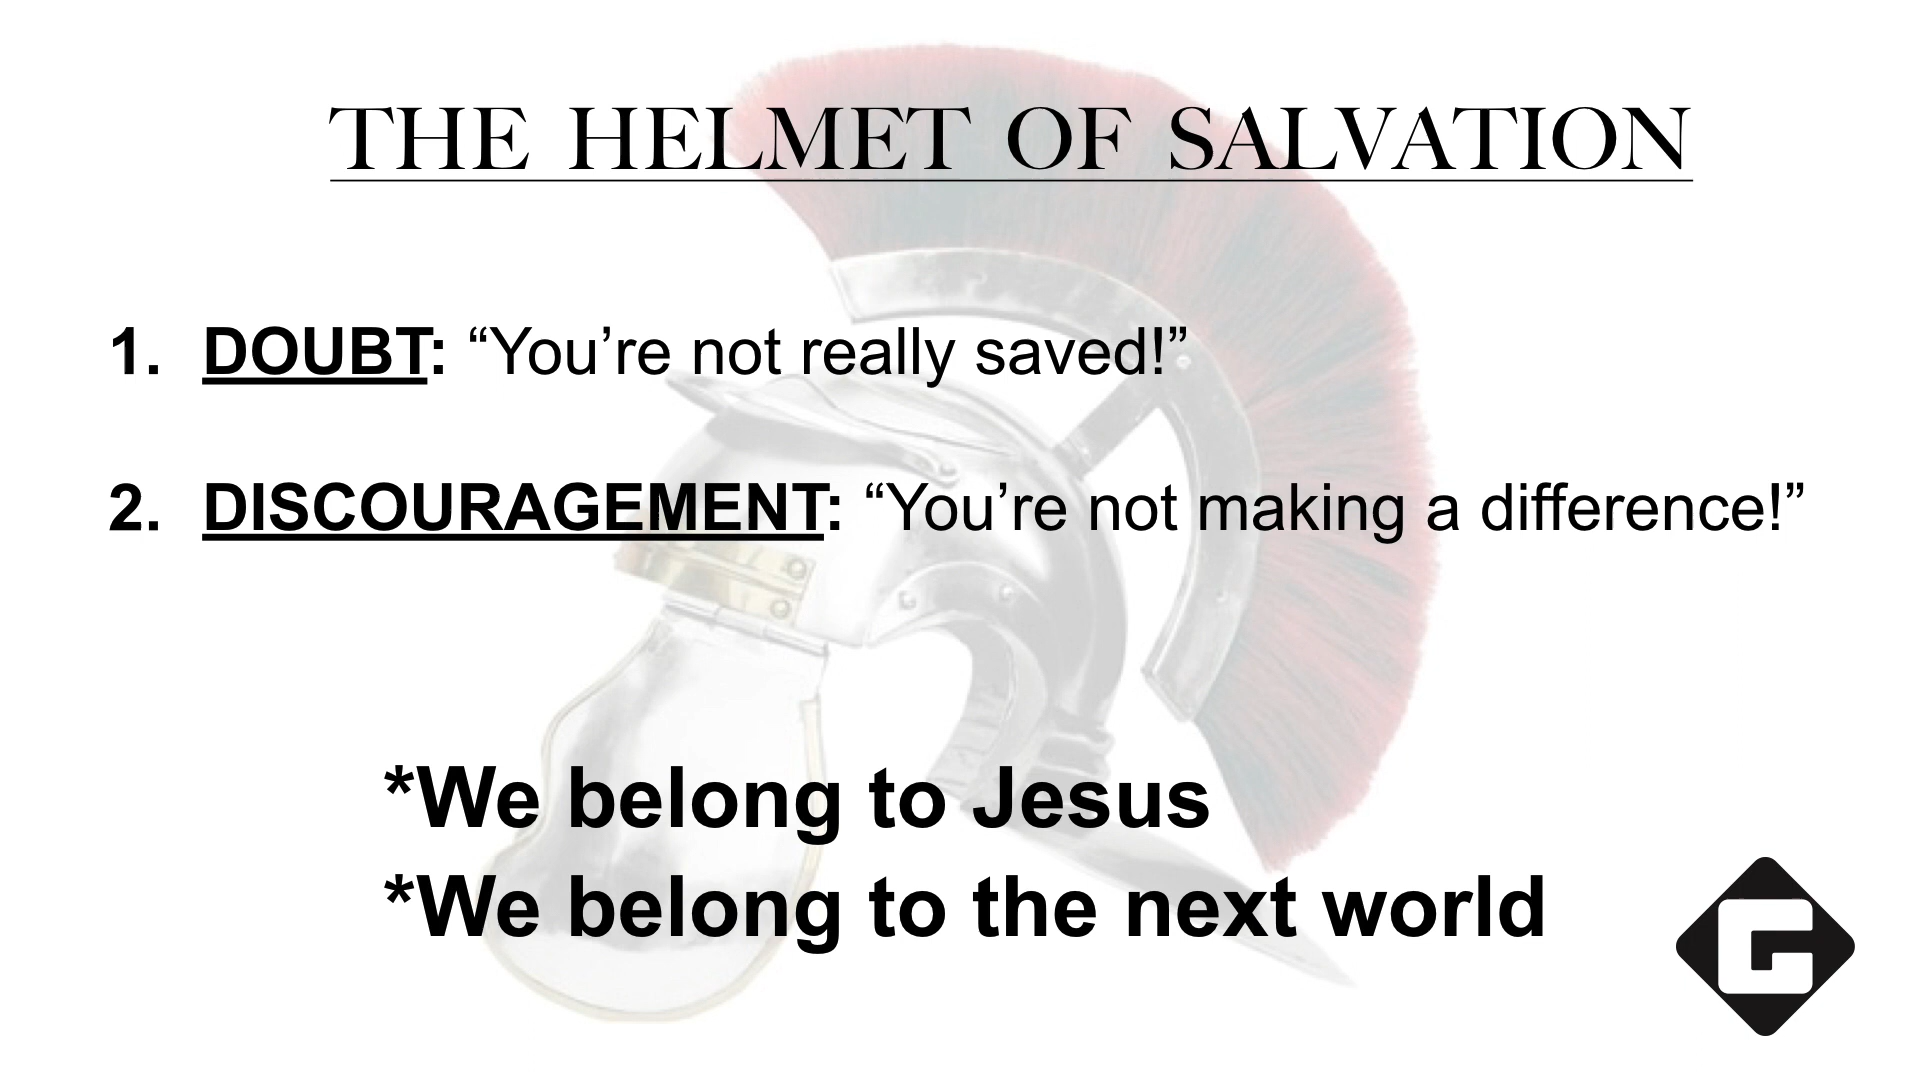 THE HELMET OF SALVATION
1. DOUBT: “You’re not really saved!”
2. DISCOURAGEMENT: “You’re not making a difference!”
*We belong to Jesus
*We belong to the next world
G